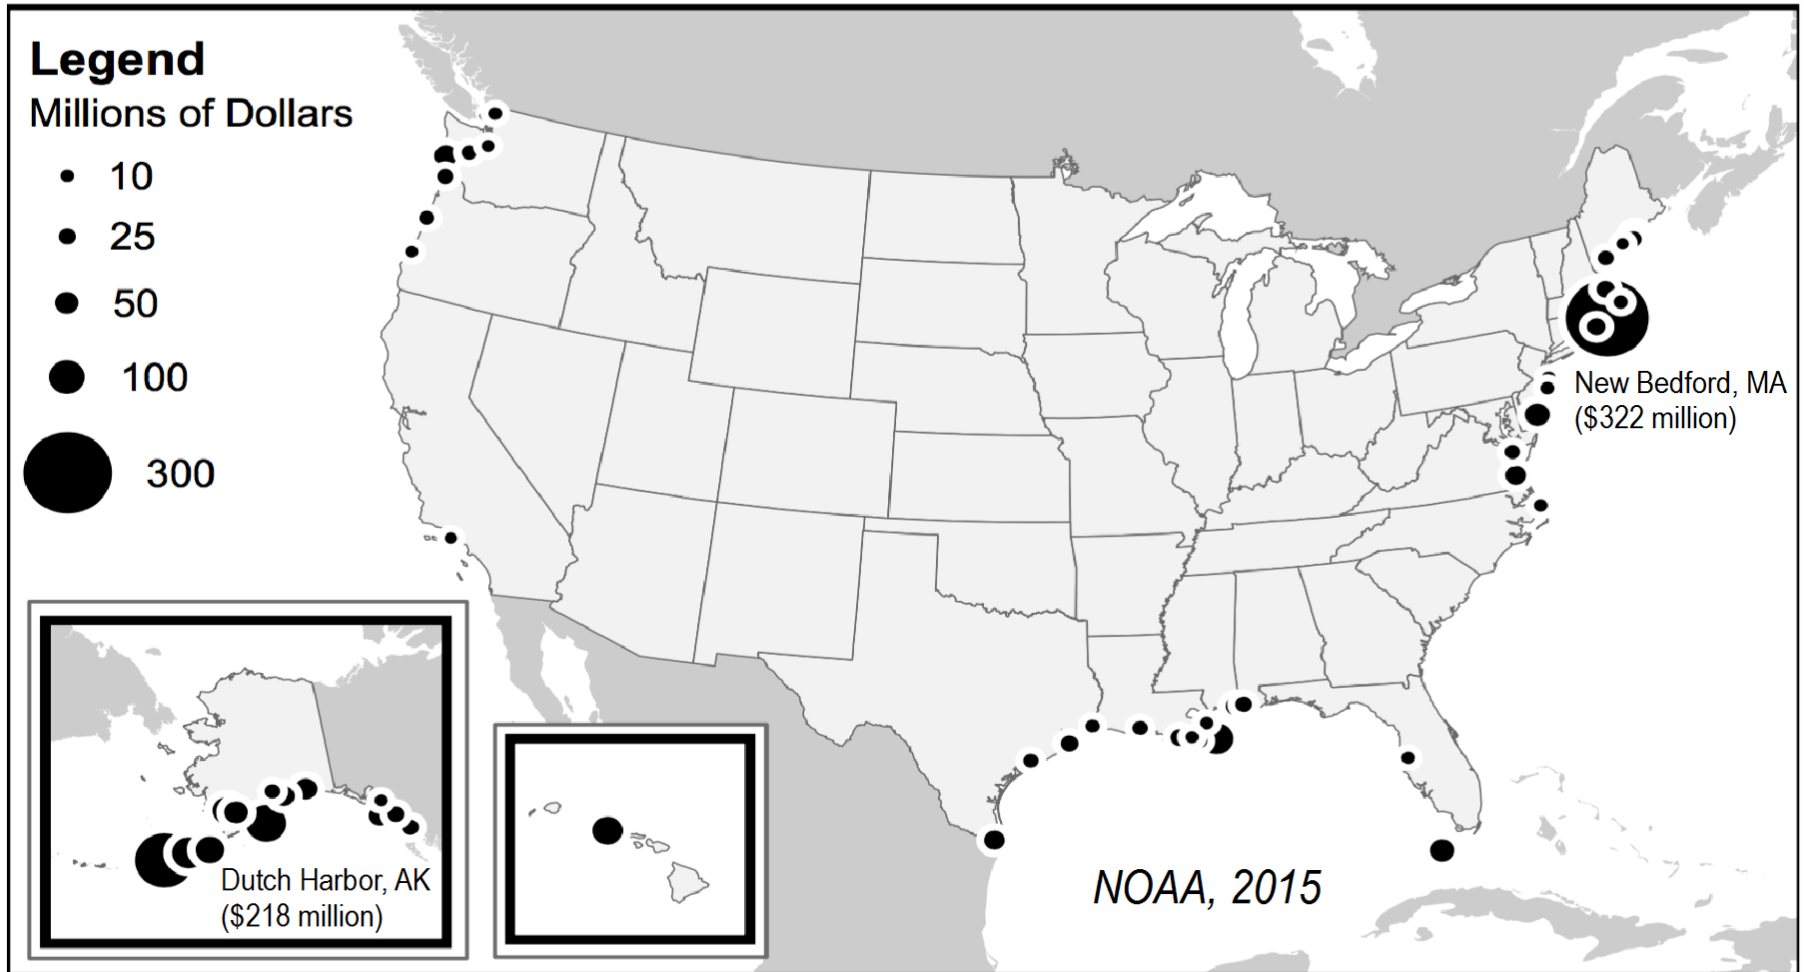 Legend
Millions of Dollars
10
25
50
100
300
New Bedford, MA
($322 million)
Dutch Harbor, AK
($218 million)
NOAA, 2015